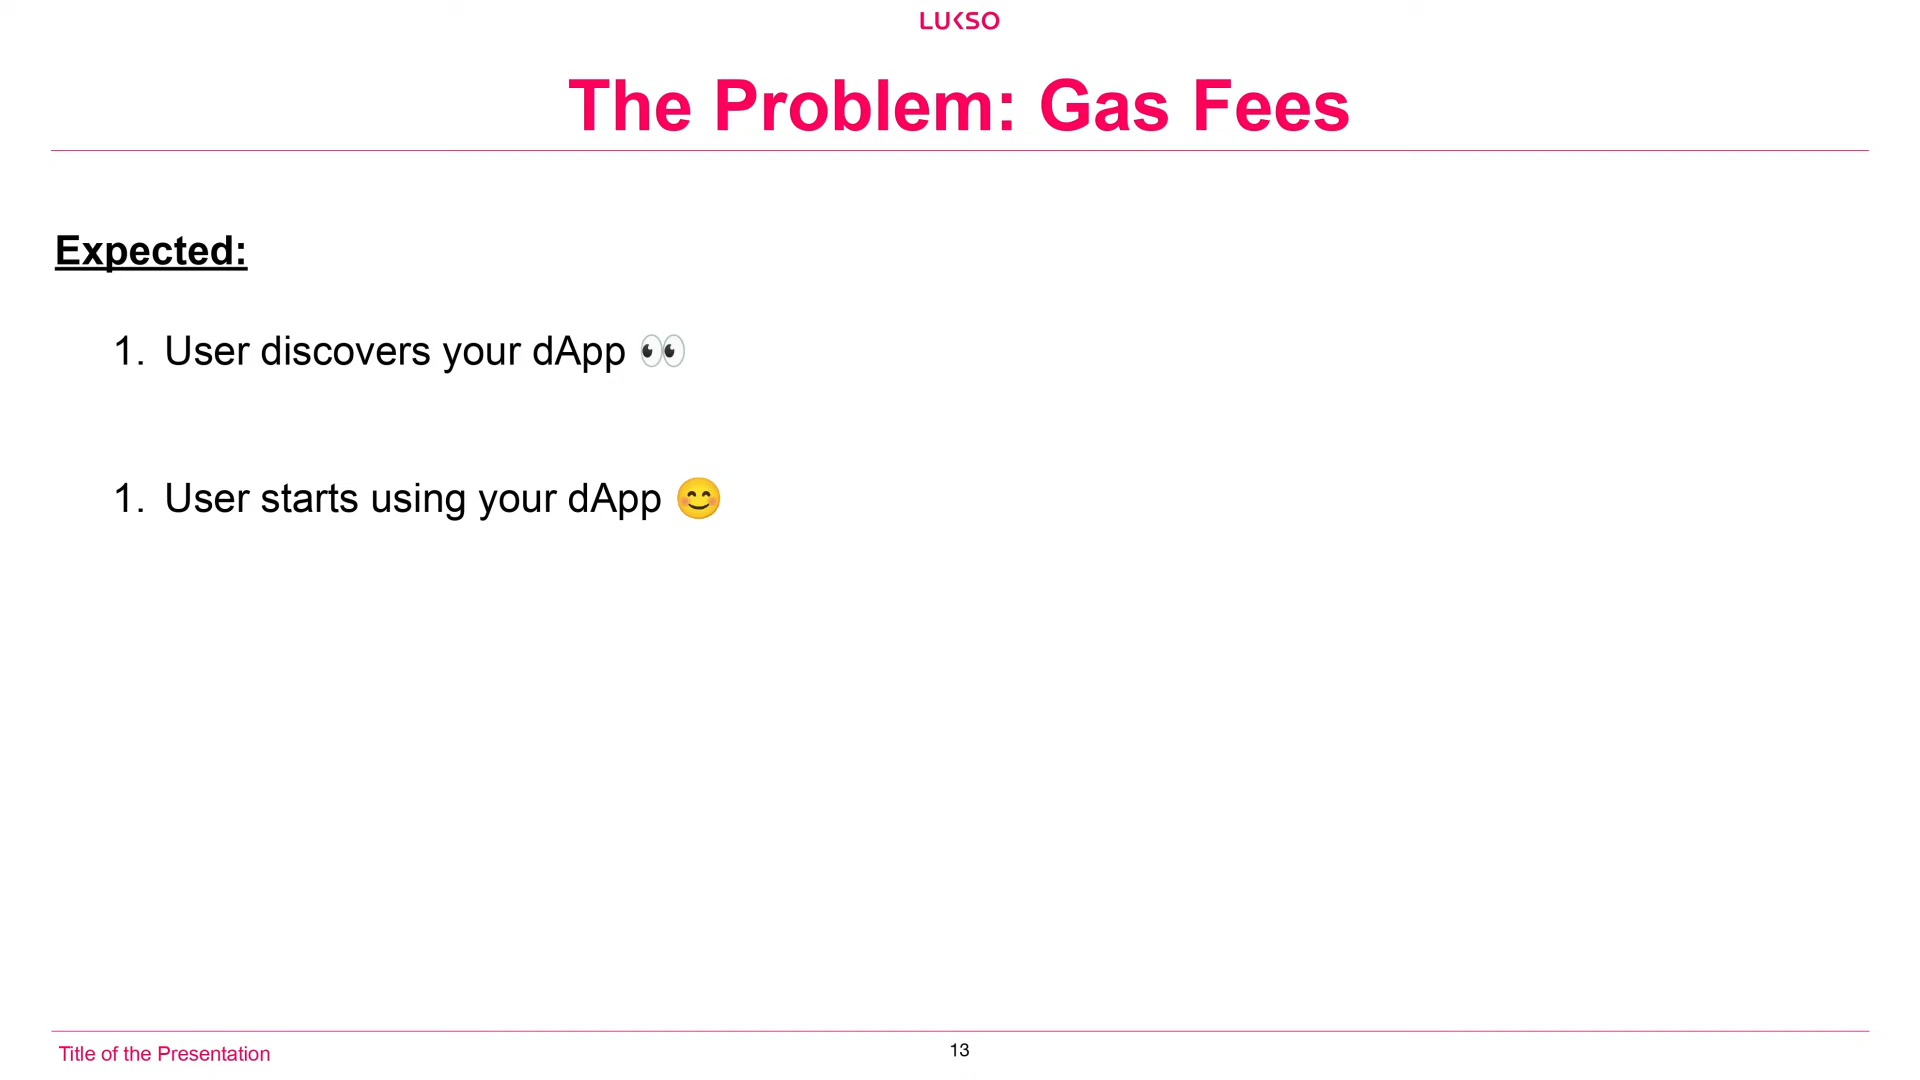 LUKSO
The Problem: Gas Fees
Expected:
1. User discovers your dApp 👀
1. User starts using your dApp 😊
Title of the Presentation
13